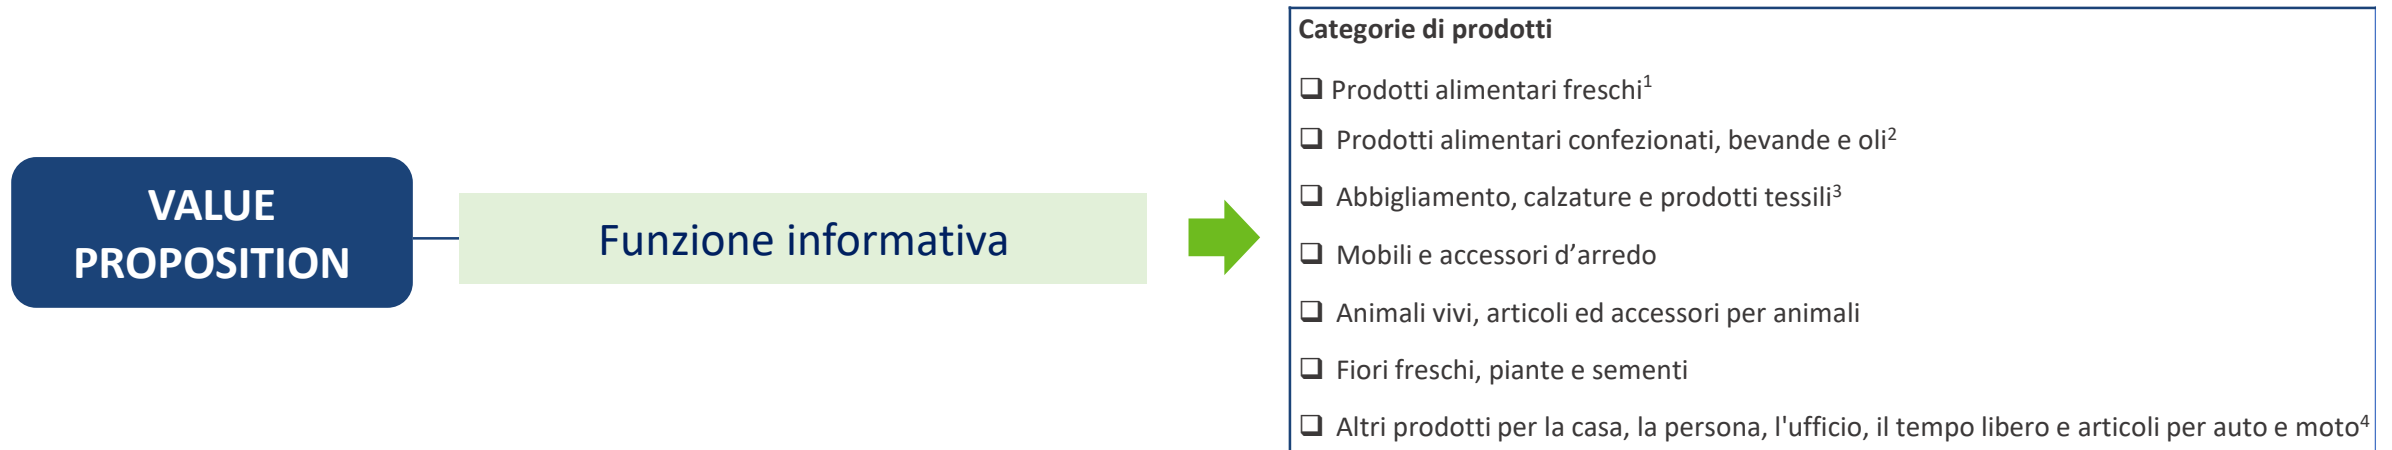 VALUE
PROPOSITION
Funzione informativa
Categorie di prodotti
❑ Prodotti alimentari freschi¹
❑ Prodotti alimentari confezionati, bevande e oli²
❑ Abbigliamento, calzature e prodotti tessili³
❑ Mobili e accessori d’arredo
❑ Animali vivi, articoli ed accessori per animali
❑ Fiori freschi, piante e sementi
❑ Altri prodotti per la casa, la persona, l'ufficio, il tempo libero e articoli per auto e moto⁴